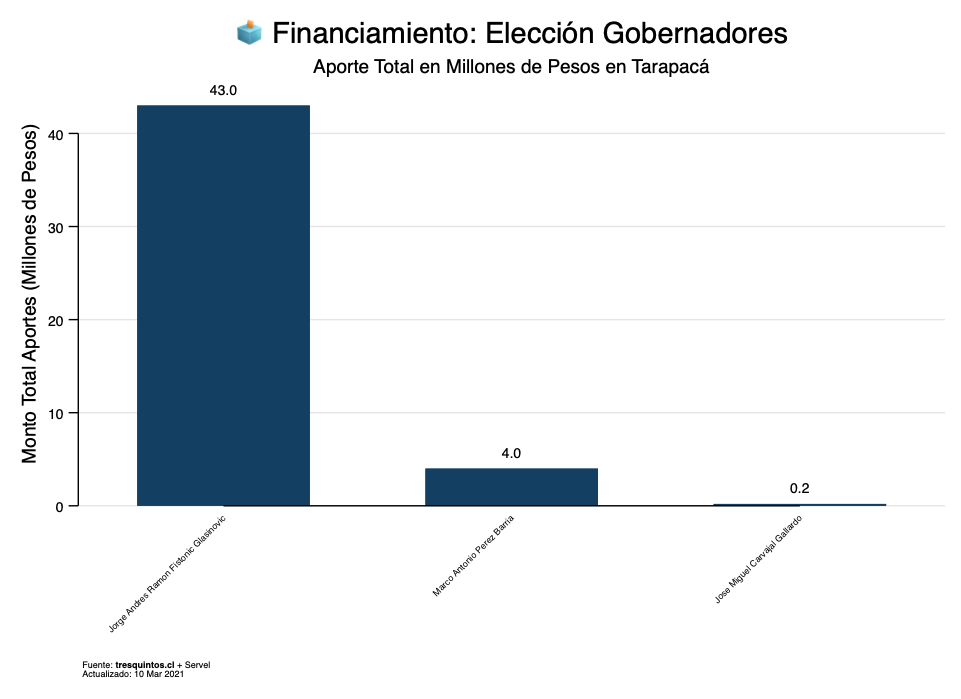 Financiamiento: Elección Gobernadores
Aporte Total en Millones de Pesos en Tarapacá
Monto Total Aportes (Millones de Pesos)
40
30
20
10
0
43.0
4.0
0.2
Jorge Andres Ramon Fistonic Glasinovic
Marco Antonio Perez Barria
Jose Miguel Carvajal Gallardo
Fuente: tresquintos.cl + Servel
Actualizado: 10 Mar 2021